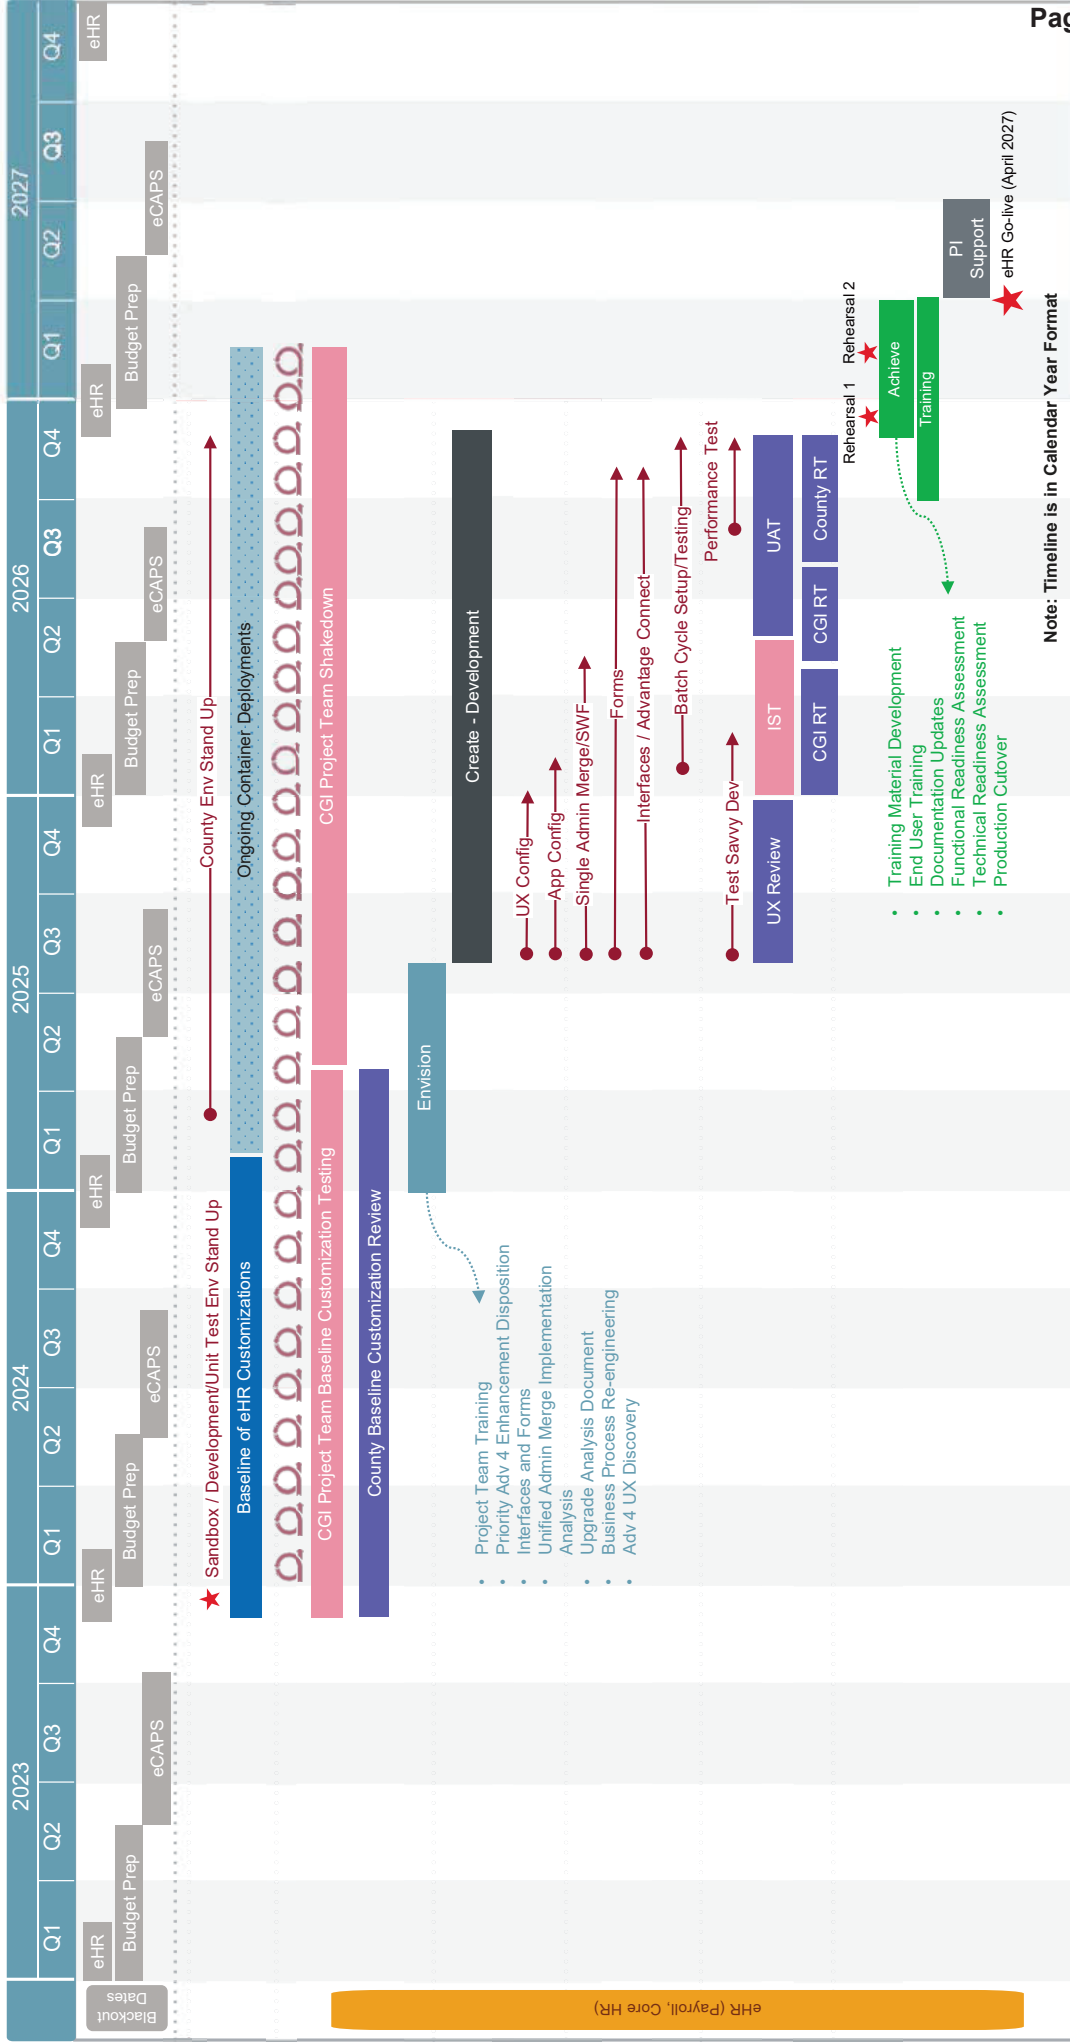 Pag
2023
2024
2025
2026
2027
Q1
Q2
Q3
Q4
Q1
Q2
Q3
Q4
Q1
Q2
Q3
Q4
Q1
Q2
Q3
Q4
Q1
Q2
Q3
Q4
Blackout
Dates
eHR
eHR
eHR
eHR
eHR
eHR
Budget Prep
Budget Prep
Budget Prep
Budget Prep
Budget Prep
eCAPS
eCAPS
eCAPS
eCAPS
eCAPS
eHR (Payroll, Core HR)
Sandbox / Development/Unit Test Env Stand Up
County Env Stand Up
Baseline of eHR Customizations
Ongoing Container Deployments
CGI Project Team Baseline Customization Testing
CGI Project Team Shakedown
County Baseline Customization Review
Envision
Create - Development
• Project Team Training
• Priority Adv 4 Enhancement Disposition
• Interfaces and Forms
• Unified Admin Merge Implementation
Analysis
• Upgrade Analysis Document
• Business Process Re-engineering
• Adv 4 UX Discovery
UX Config
App Config
Single Admin Merge/SWF
Forms
Interfaces / Advantage Connect
Batch Cycle Setup/Testing
Performance Test
Test Savvy Dev
UX Review
IST
UAT
CGI RT
CGI RT
County RT
Rehearsal 1
Rehearsal 2
Achieve
Training
PI
Support
eHR Go-live (April 2027)
• Training Material Development
• End User Training
• Documentation Updates
• Functional Readiness Assessment
• Technical Readiness Assessment
• Production Cutover
Note: Timeline is in Calendar Year Format